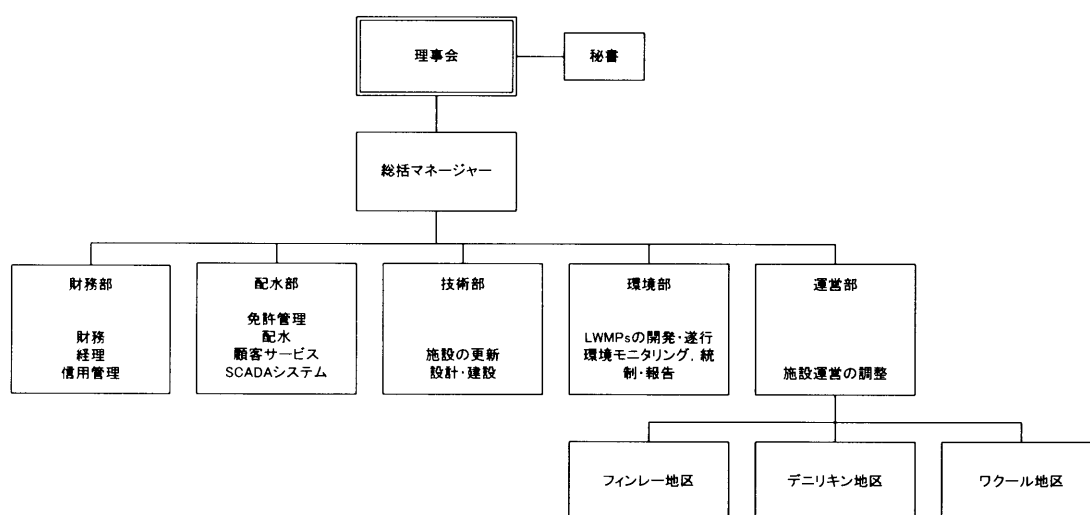 理事会
秘書
総括マネージャー
財務部
財務
経理
信用管理
配水部
免許管理
配水
顧客サービス
SCADAシステム
技術部
施設の更新
設計・建設
環境部
LWMPsの開発・遂行
環境モニタリング, 統
制・報告
運営部
施設運営の調整
フィンレー地区
デニリキン地区
ワクール地区